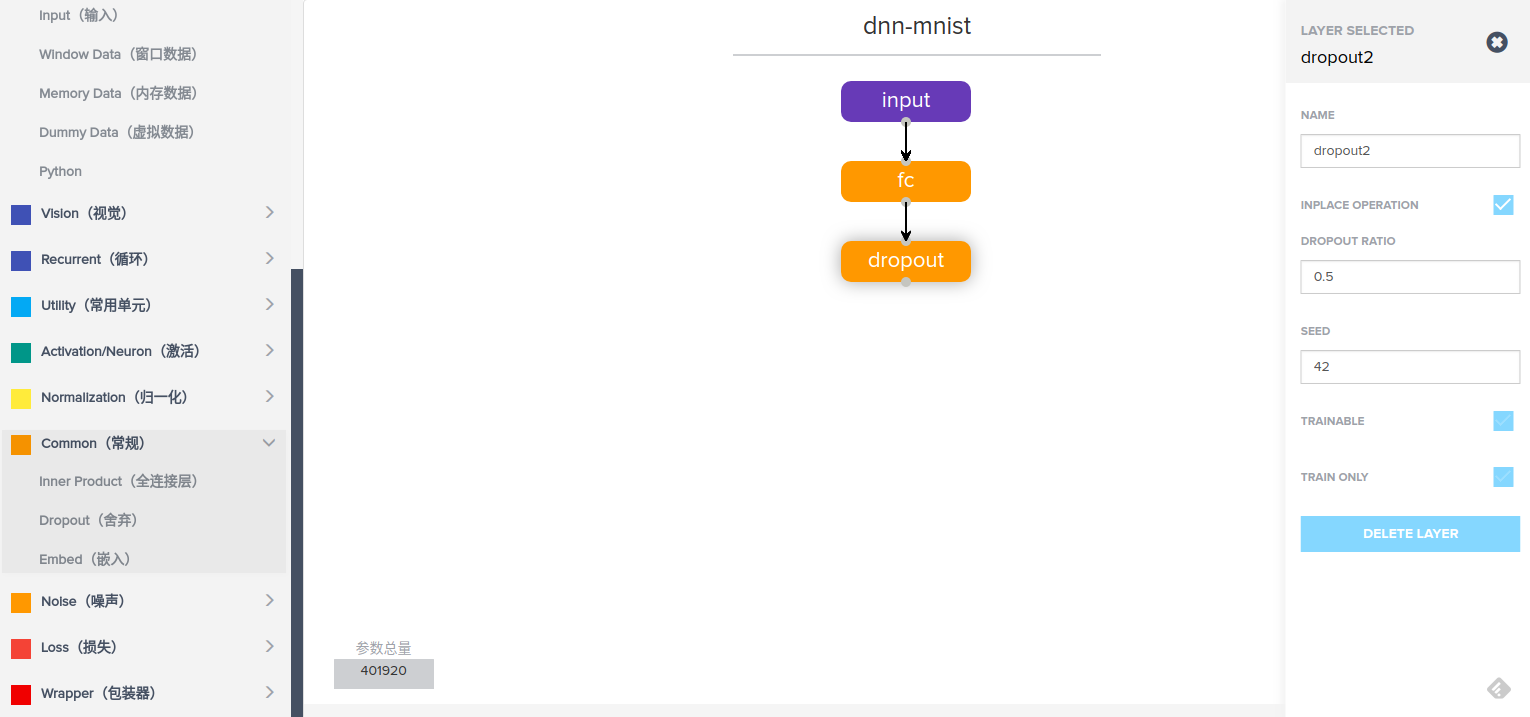 Input（输入）
Window Data（窗口数据）
Memory Data（内存数据）
Dummy Data（虚拟数据）
Python
Vision（视觉）
Recurrent（循环）
Utility（常用单元）
Activation/Neuron（激活）
Normalization（归一化）
Common（常规）
Inner Product（全连接层）
Dropout（舍弃）
Embed（嵌入）
Noise（噪声）
Loss（损失）
Wrapper（包装器）
dnn-mnist
input
fc
dropout
参数总量
401920
LAYER SELECTED
dropout2
NAME
dropout2
INPLACE OPERATION
DROPOUT RATIO
0.5
SEED
42
TRAINABLE
TRAIN ONLY
DELETE LAYER